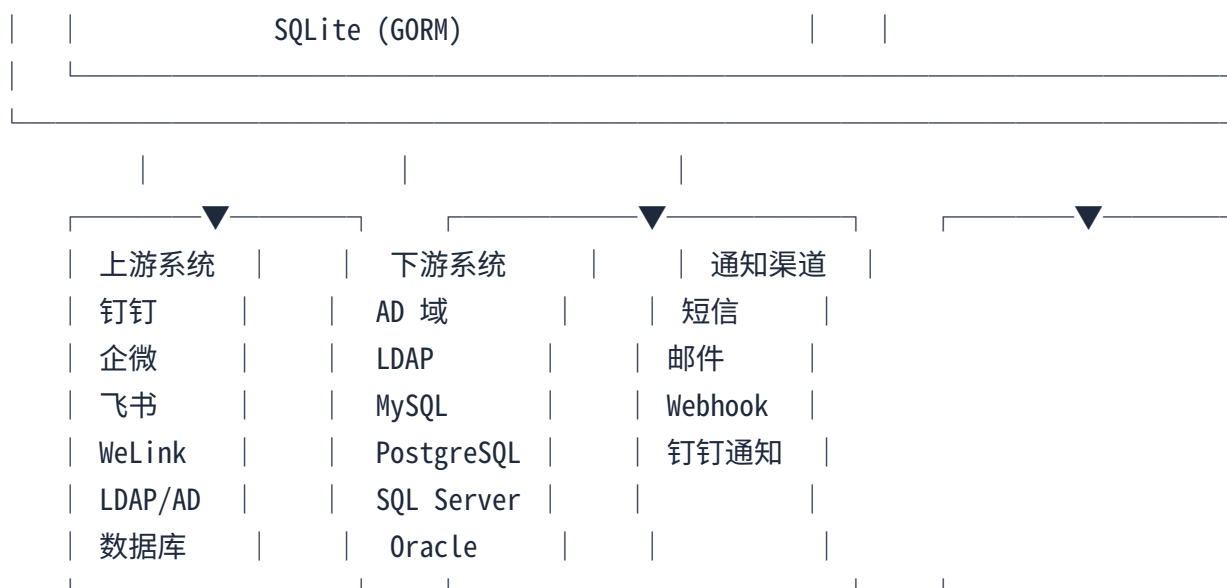 SQLite (GORM)
上游系统 下游系统 通知渠道
钉钉 AD 域 短信
企微 LDAP 邮件
飞书 MySQL Webhook
WeLink PostgreSQL 钉钉通知
LDAP/AD SQL Server
数据库 Oracle